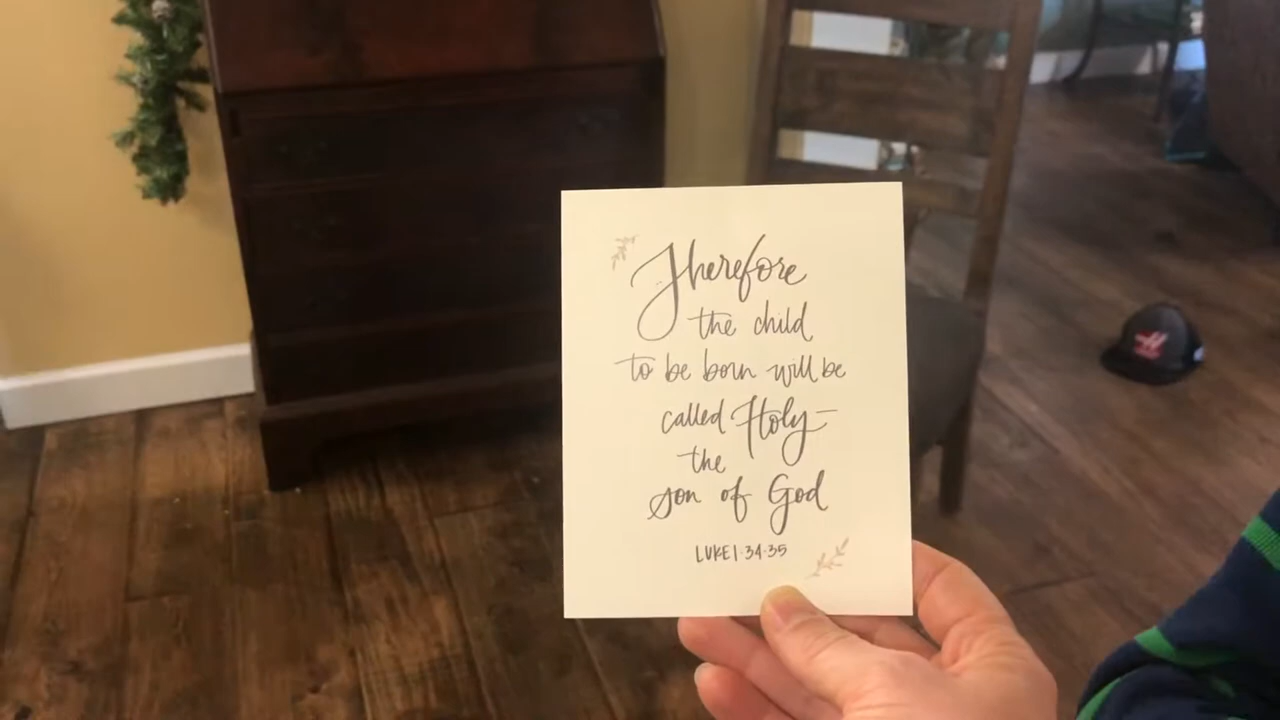 Therefore
the child
to be born will be
called Holy—
the
son of God
LUKE 1·34-35